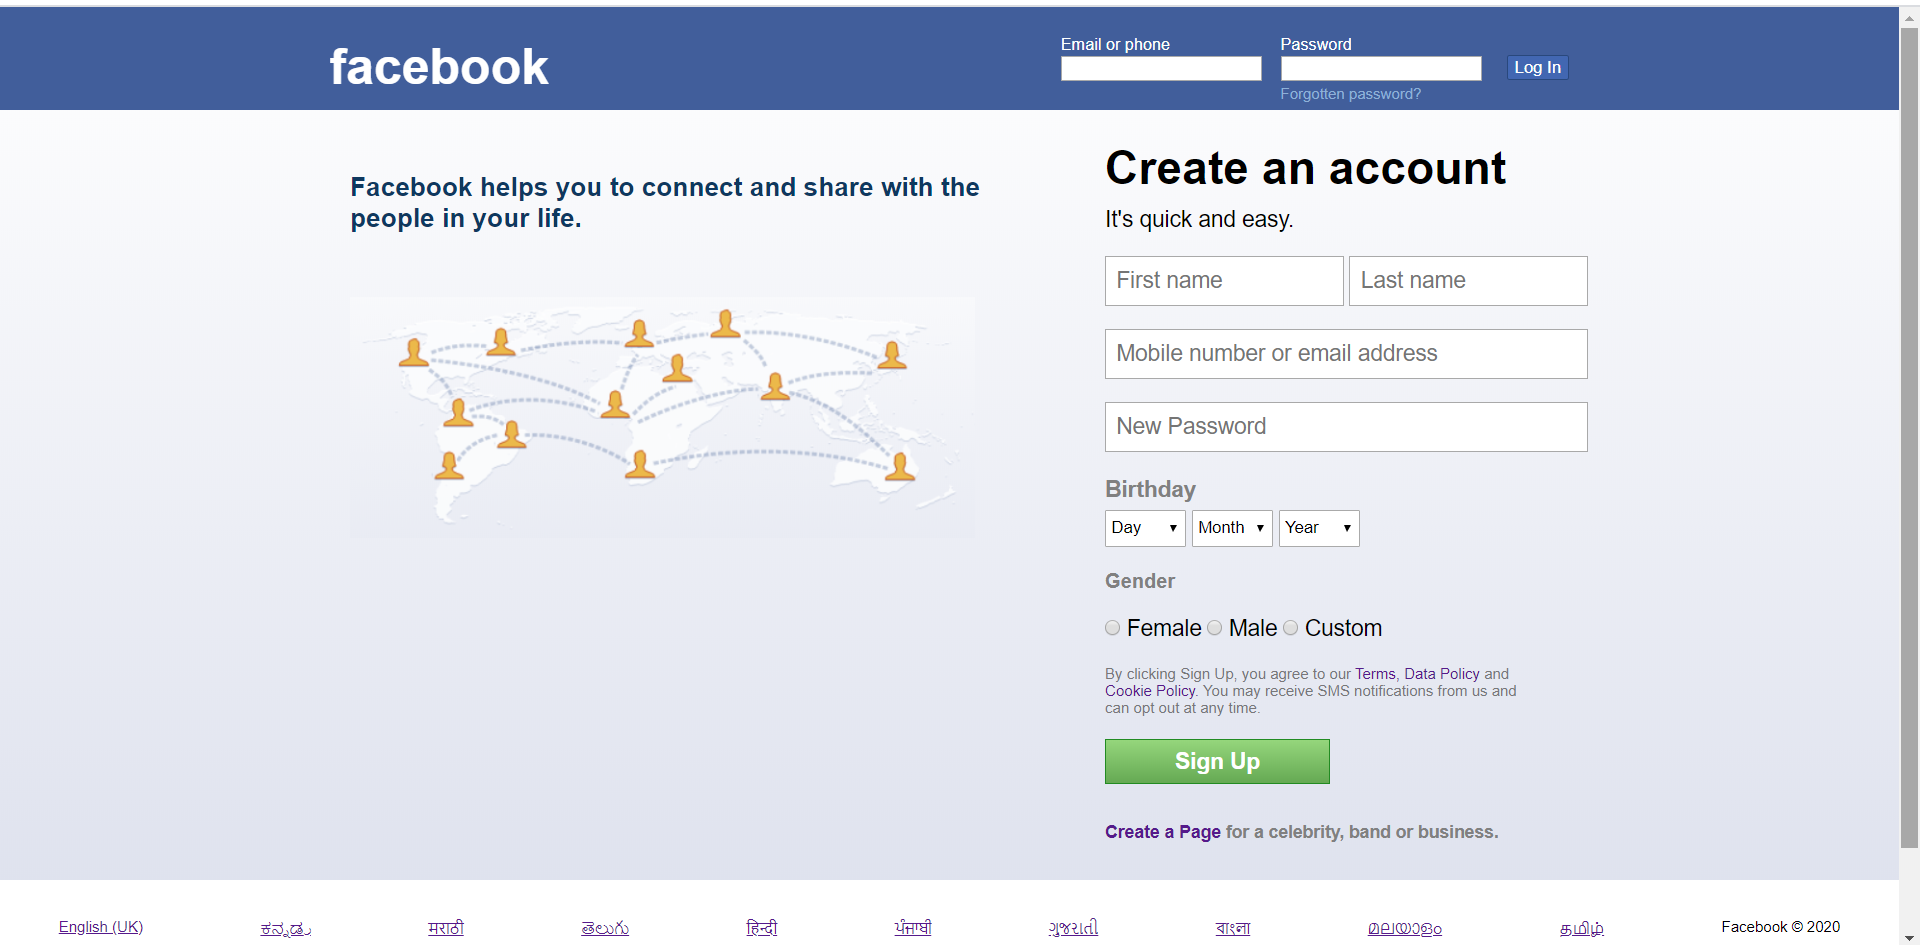 facebook
Email or phone
Password
Log In
Forgotten password?
Facebook helps you to connect and share with the
people in your life.
Create an account
It's quick and easy.
First name
Last name
Mobile number or email address
New Password
Birthday
Day
Month
Year
Gender
Female
Male
Custom
By clicking Sign Up, you agree to our Terms, Data Policy and
Cookie Policy. You may receive SMS notifications from us and
can opt out at any time.
Sign Up
Create a Page for a celebrity, band or business.
English (UK)
ಕನ್ನಡ
मराठी
తెలుగు
हिन्दी
ਪੰਜਾਬੀ
ગુજરાતી
বাংলা
മലയാളം
தமிழ்
Facebook © 2020